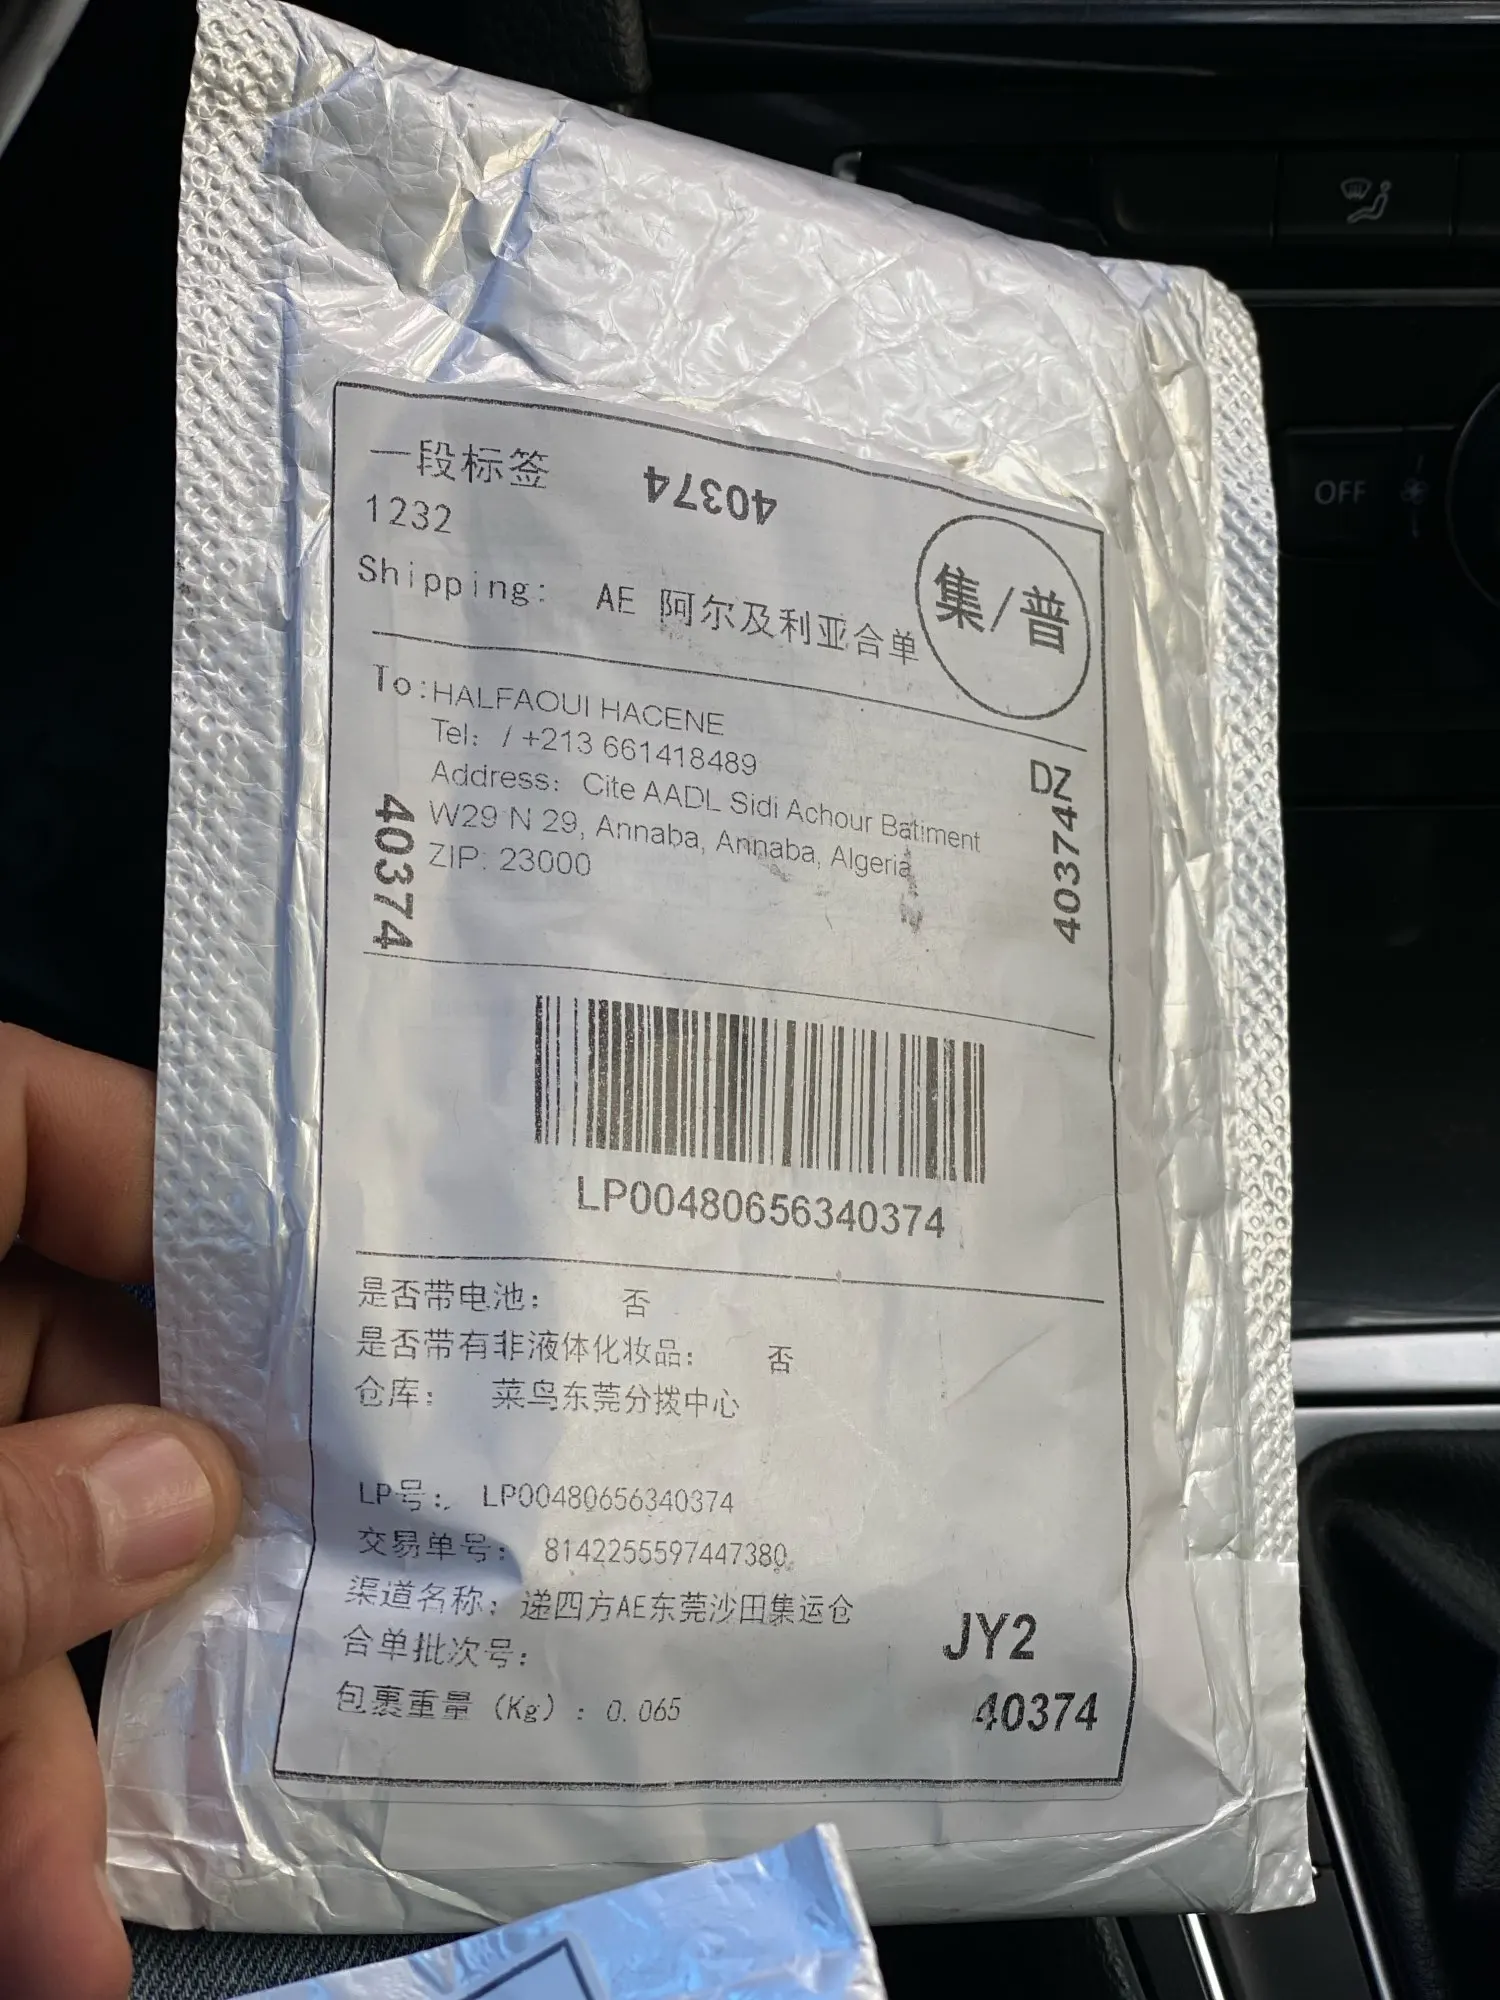 一段标签
40374
1232
Shipping: AE 阿尔及利亚合单
集/普
To: HALFAOUI HACENE
Tel: / +213 661418489
Address: Cite AADL Sidi Achour Batiment
W29 N 29, Annaba, Annaba, Algeria
ZIP: 23000
DZ
40374
40374
LP00480656340374
是否带电池: 否
是否带有非液体化妆品: 否
仓库: 菜鸟东莞分拨中心
LP号: LP00480656340374
交易单号: 8142255597447380
渠道名称: 递四方AE东莞沙田集运仓
合单批次号:
JY2
包裹重量 (Kg) : 0.065
40374
OFF